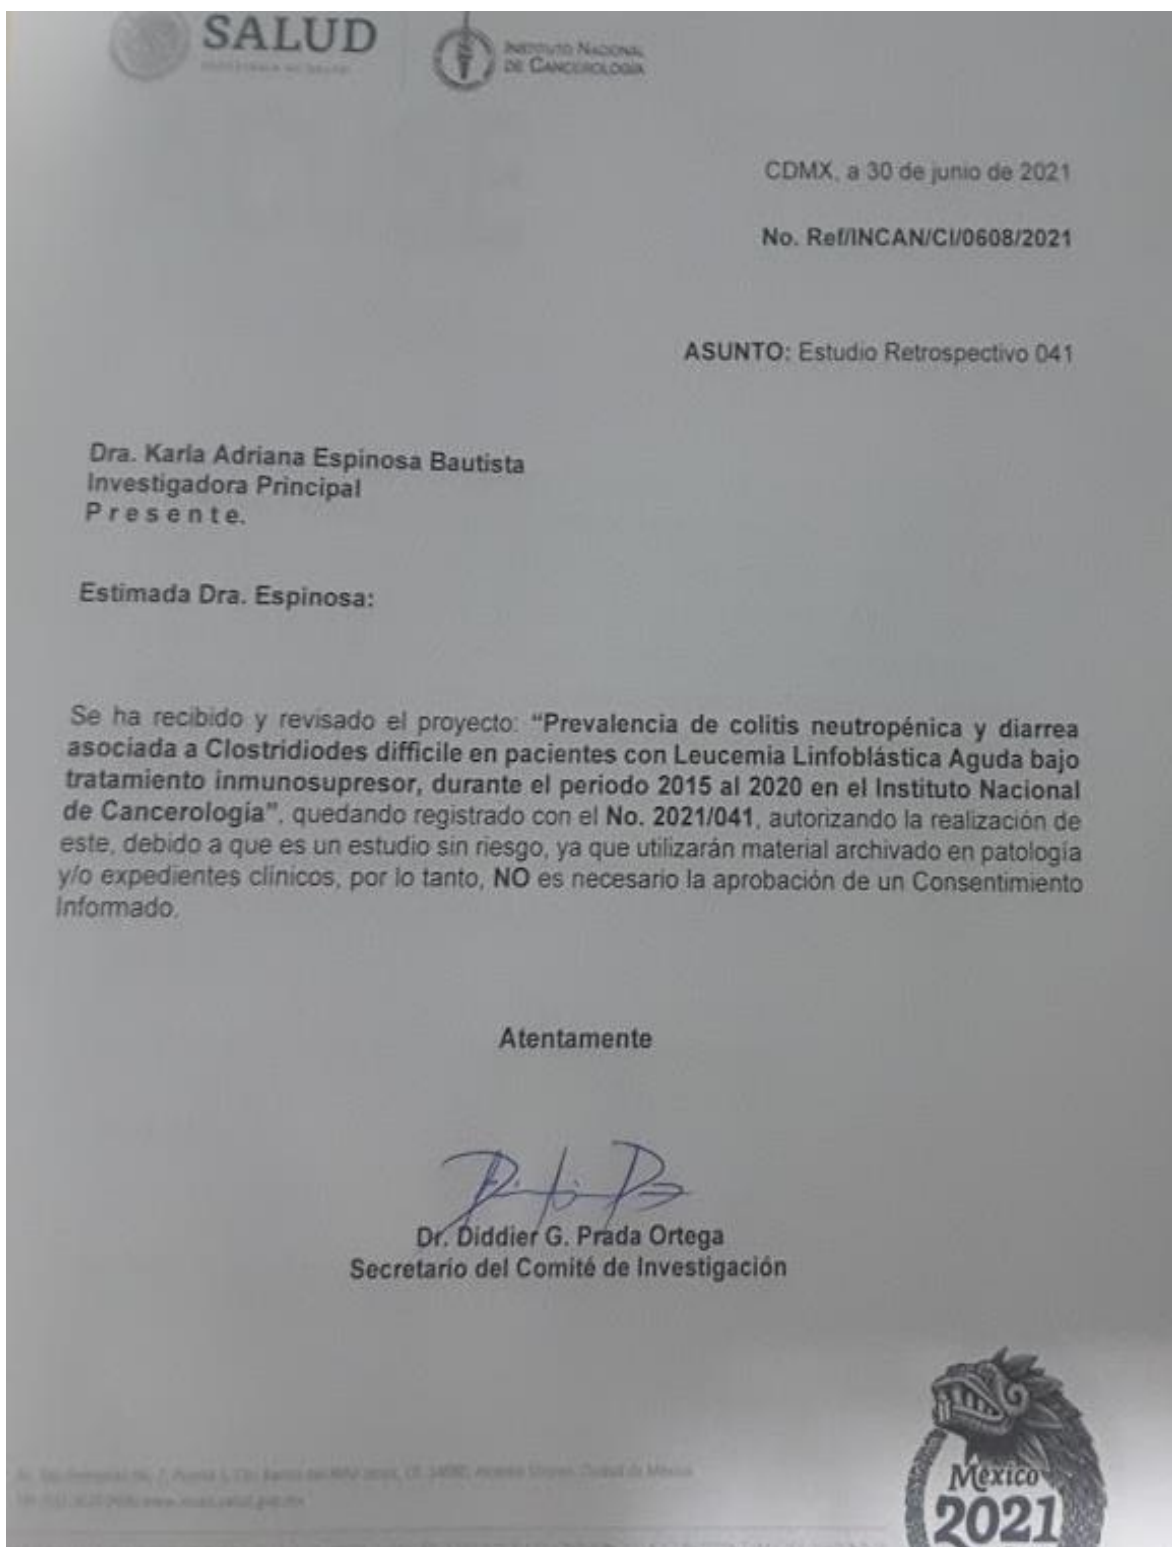 SALUD
SECRETARÍA DE SALUD
INSTITUTO NACIONAL
DE CANCEROLOGÍA
CDMX, a 30 de junio de 2021
No. Ref/INCAN/CI/0608/2021
ASUNTO: Estudio Retrospectivo 041
Dra. Karla Adriana Espinosa Bautista
Investigadora Principal
P r e s e n t e.
Estimada Dra. Espinosa:
Se ha recibido y revisado el proyecto: “Prevalencia de colitis neutropénica y diarrea
asociada a Clostridiodes difficile en pacientes con Leucemia Linfoblástica Aguda bajo
tratamiento inmunosupresor, durante el periodo 2015 al 2020 en el Instituto Nacional
de Cancerología”, quedando registrado con el No. 2021/041, autorizando la realización de
este, debido a que es un estudio sin riesgo, ya que utilizarán material archivado en patología
y/o expedientes clínicos, por lo tanto, NO es necesario la aprobación de un Consentimiento
Informado.
Atentamente
Dr. Diddier G. Prada Ortega
Secretario del Comité de Investigación
México
2021